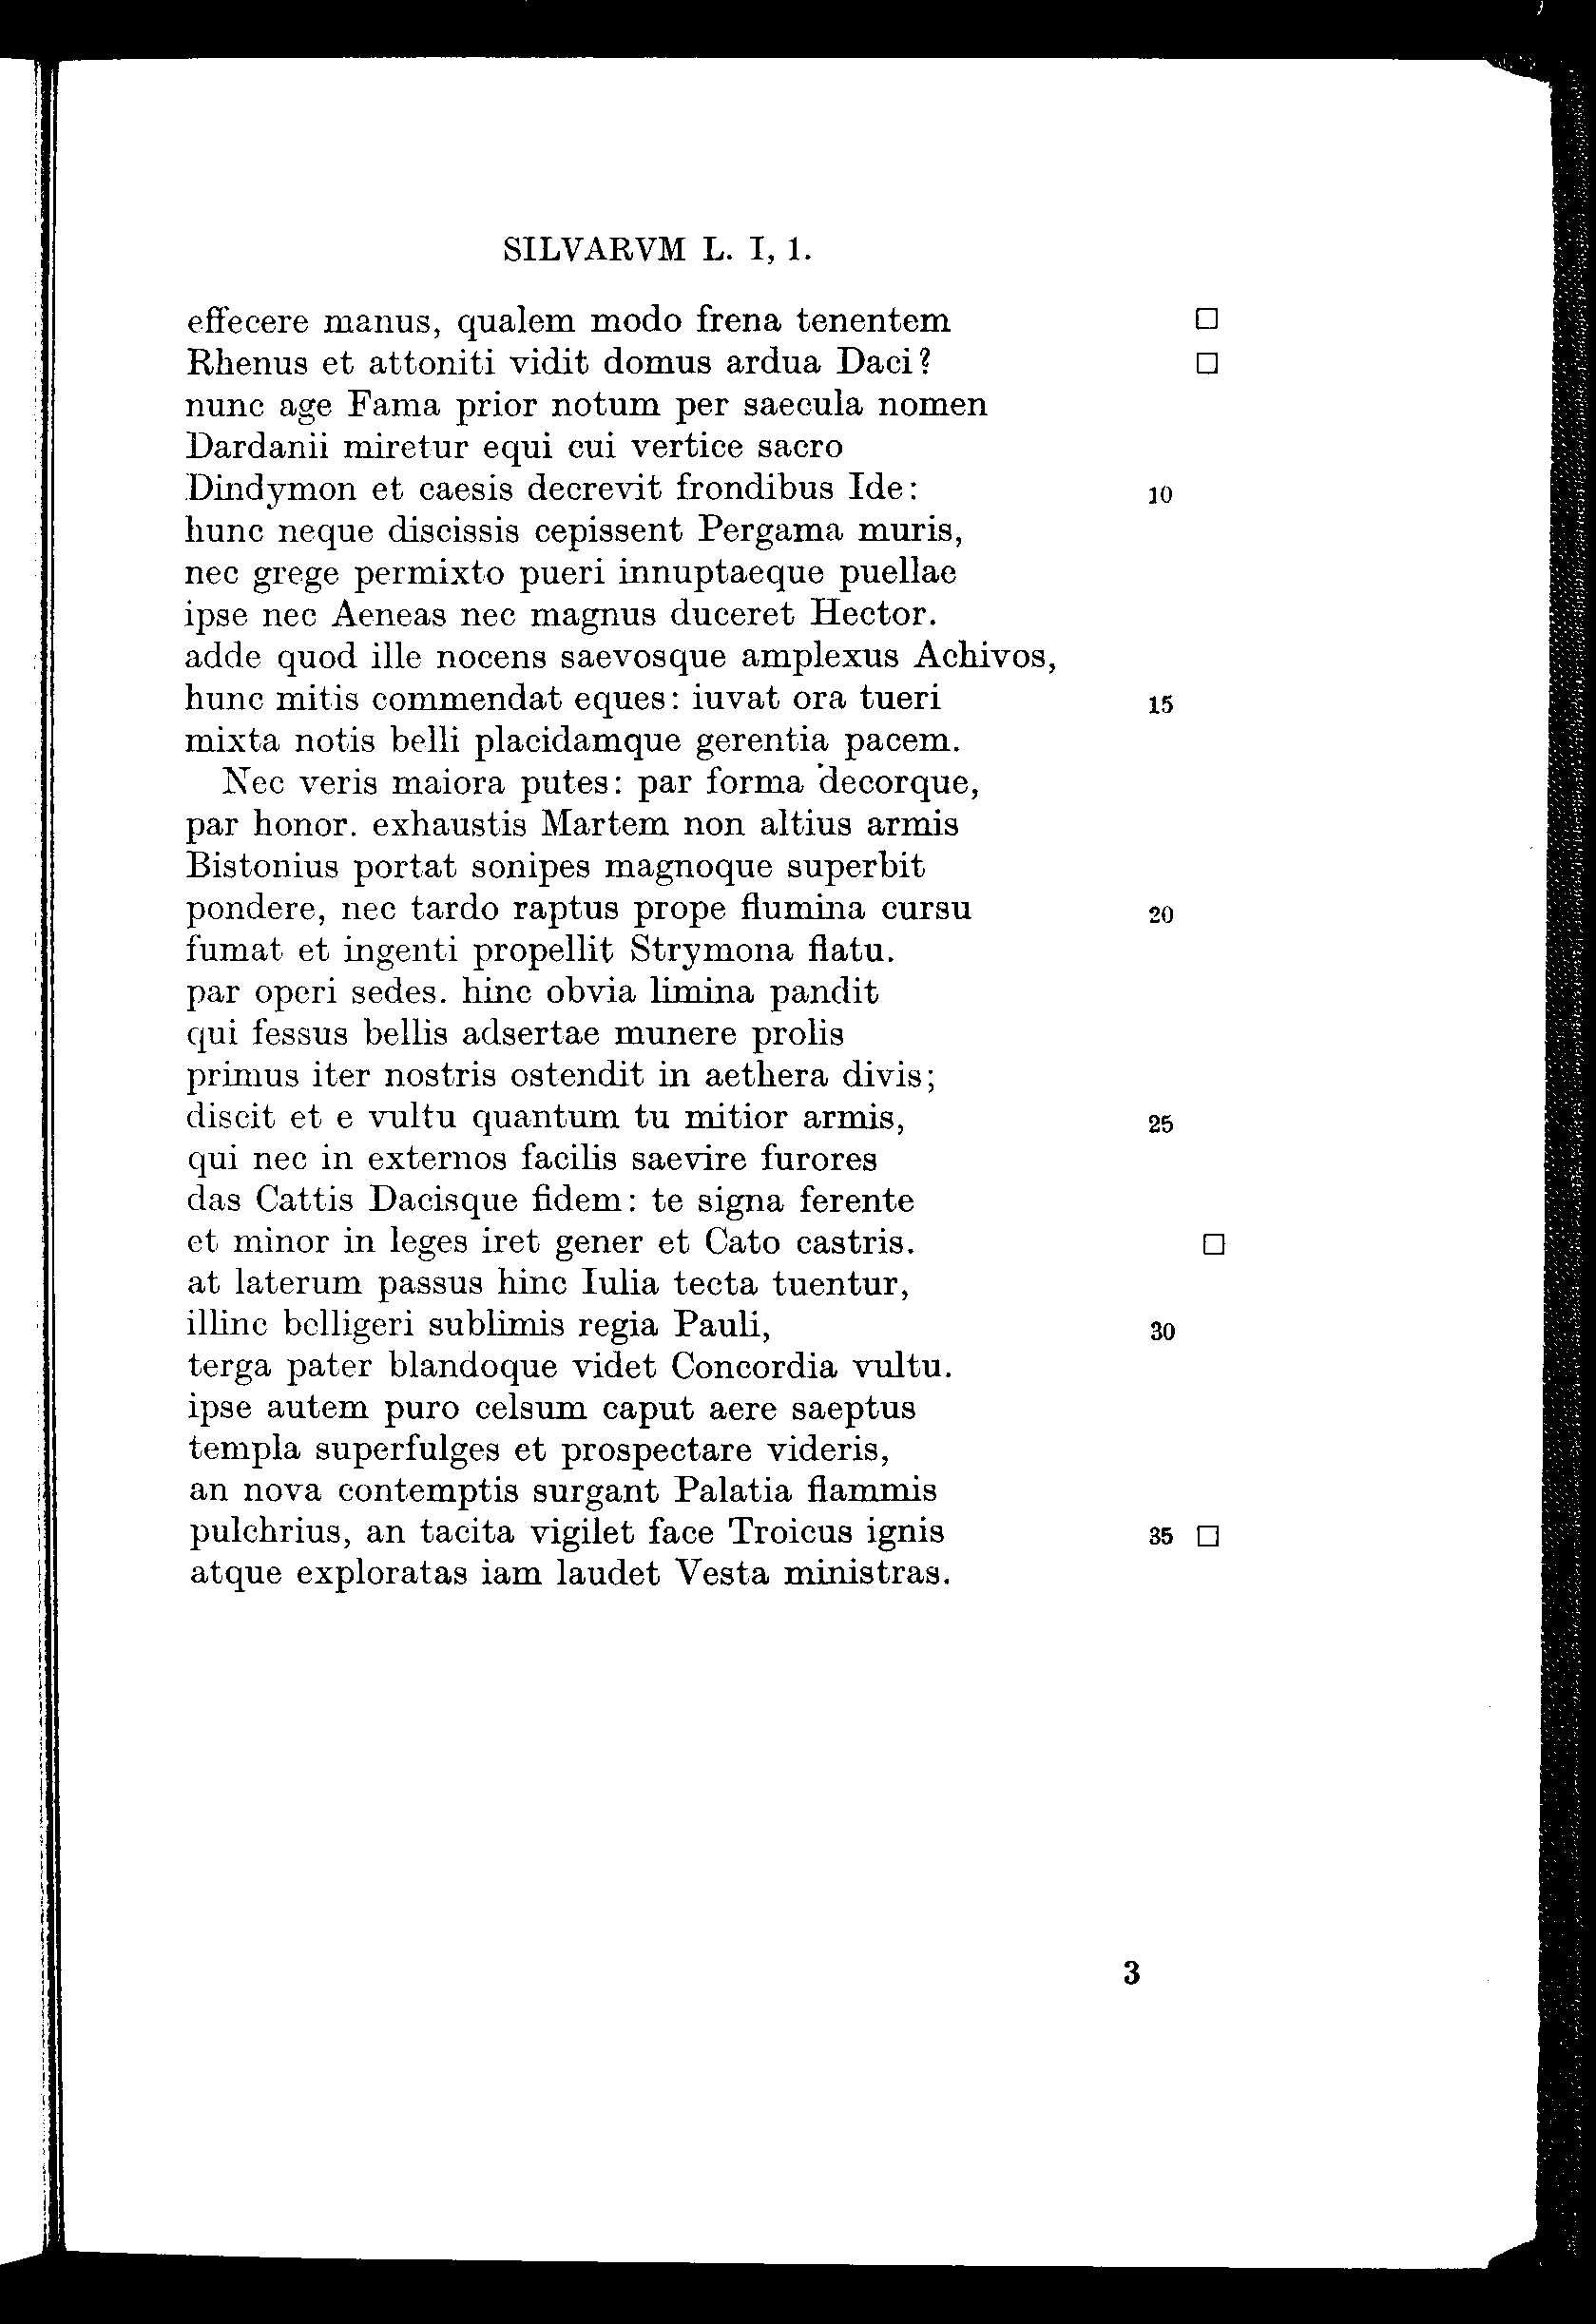 SILVARVM L. I, 1.
effecere manus, qualem modo frena tenentem
Rhenus et attoniti vidit domus ardua Daci?
nunc age Fama prior notum per saecula nomen
Dardanii miretur equi cui vertice sacro
Dindymon et caesis decrevit frondibus Ide: 10
hunc neque discissis cepissent Pergama muris,
nec grege permixto pueri innuptaeque puellae
ipse nec Aeneas nec magnus duceret Hector.
adde quod ille nocens saevosque amplexus Achivos,
hunc mitis commendat eques: iuvat ora tueri 15
mixta notis belli placidamque gerentia pacem.
Nec veris maiora putes: par forma decorque,
par honor. exhaustis Martem non altius armis
Bistonius portat sonipes magnoque superbit
pondere, nec tardo raptus prope flumina cursu 20
fumat et ingenti propellit Strymona flatu.
par operi sedes. hinc obvia limina pandit
qui fessus bellis adsertae munere prolis
primus iter nostris ostendit in aethera divis;
discit et e vultu quantum tu mitior armis, 25
qui nec in externos facilis saevire furores
das Cattis Dacisque fidem: te signa ferente
et minor in leges iret gener et Cato castris.
at laterum passus hinc Iulia tecta tuentur,
illinc belligeri sublimis regia Pauli, 30
terga pater blandoque videt Concordia vultu.
ipse autem puro celsum caput aere saeptus
templa superfulges et prospectare videris,
an nova contemptis surgant Palatia flammis
pulchrius, an tacita vigilet face Troicus ignis 35
atque exploratas iam laudet Vesta ministras.
3